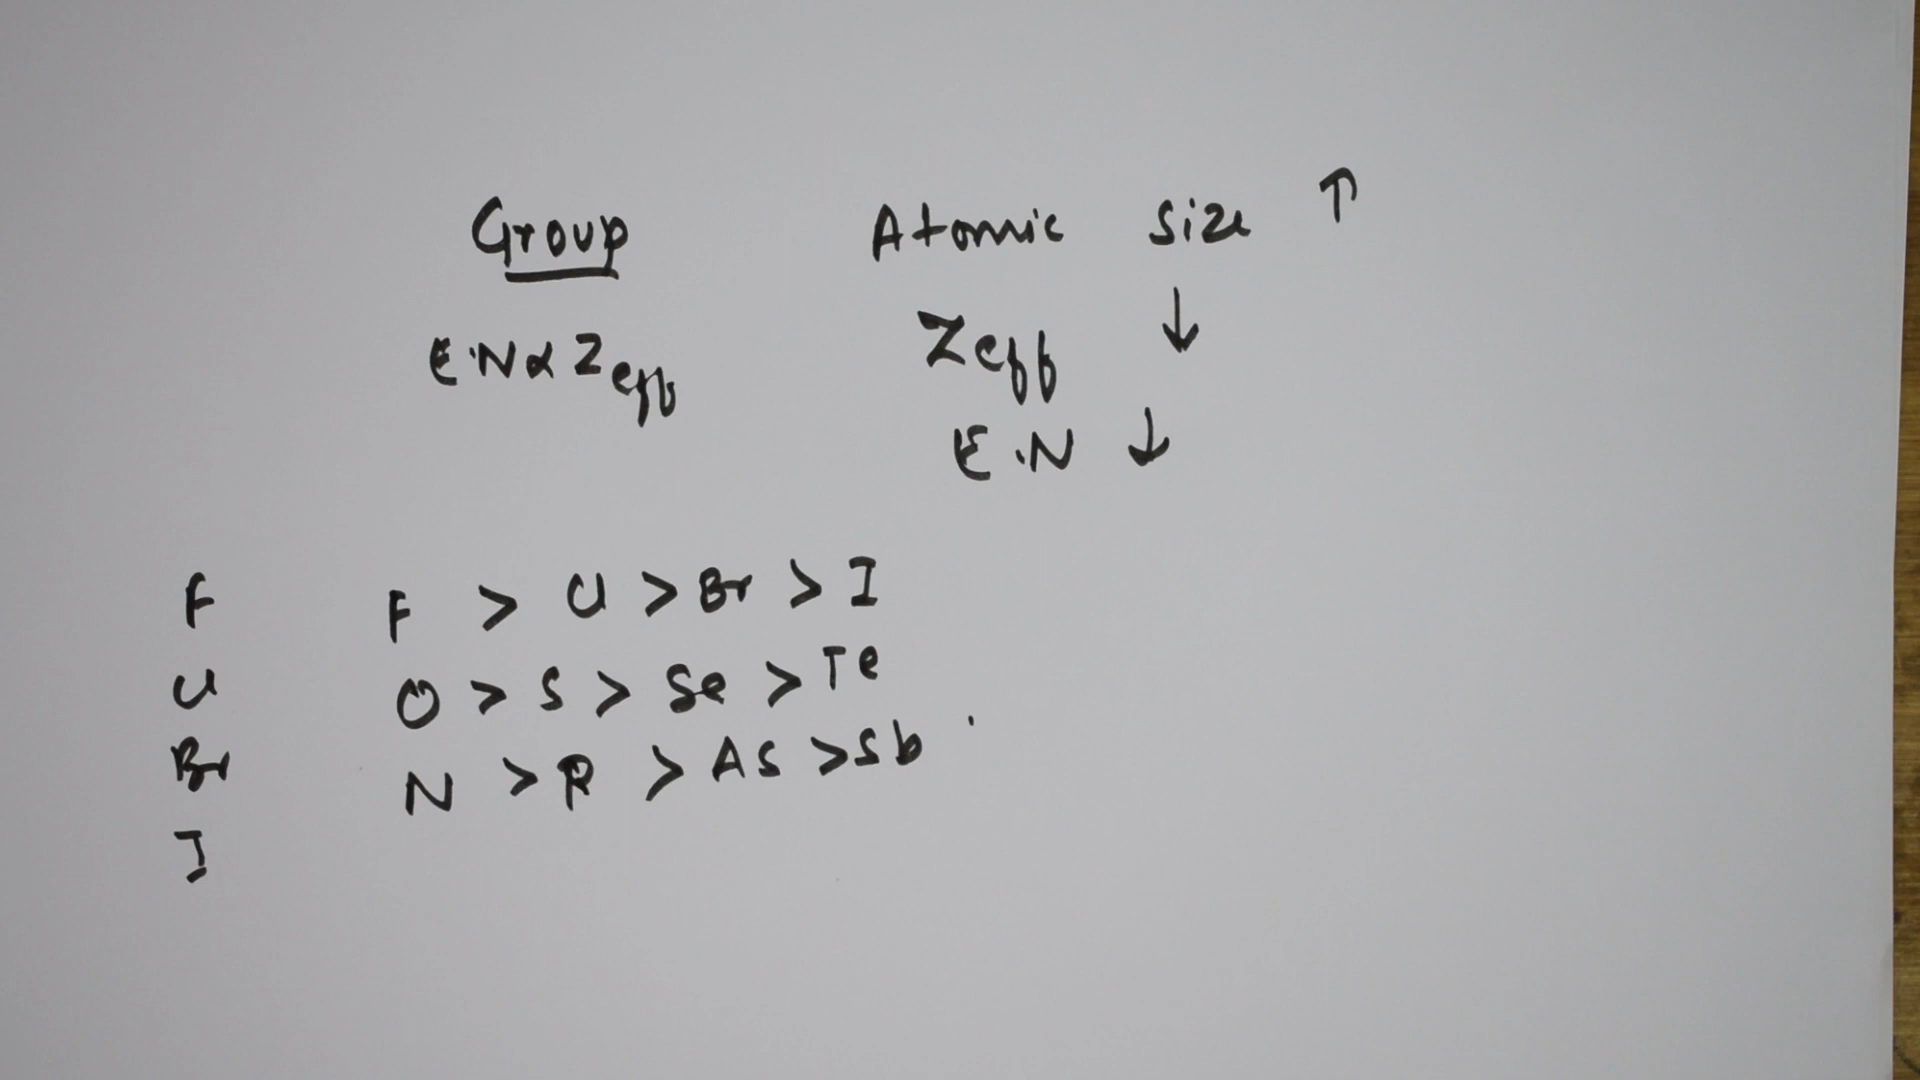 Group
Atomic size ↑
E.N α Zeff
Zeff ↓
E.N ↓
F
F > Cl > Br > I
Cl
O > S > Se > Te
Br
N > P > As > Sb
I